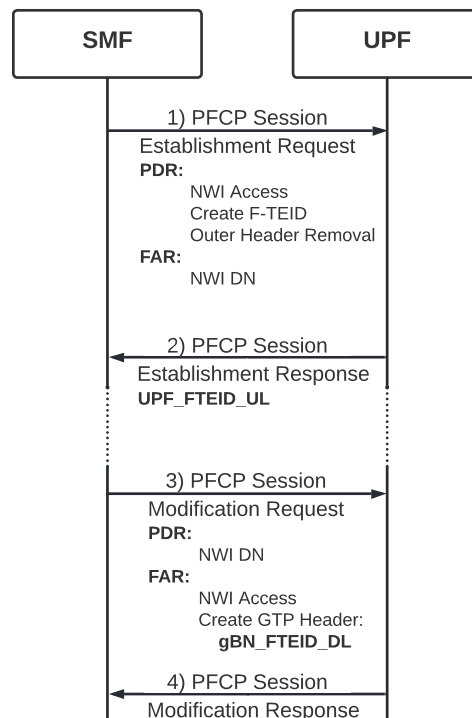 SMF
UPF
1) PFCP Session
Establishment Request
PDR:
NWI Access
Create F-TEID
Outer Header Removal
FAR:
NWI DN
2) PFCP Session
Establishment Response
UPF_FTEID_UL
3) PFCP Session
Modification Request
PDR:
NWI DN
FAR:
NWI Access
Create GTP Header:
gBN_FTEID_DL
4) PFCP Session
Modification Response